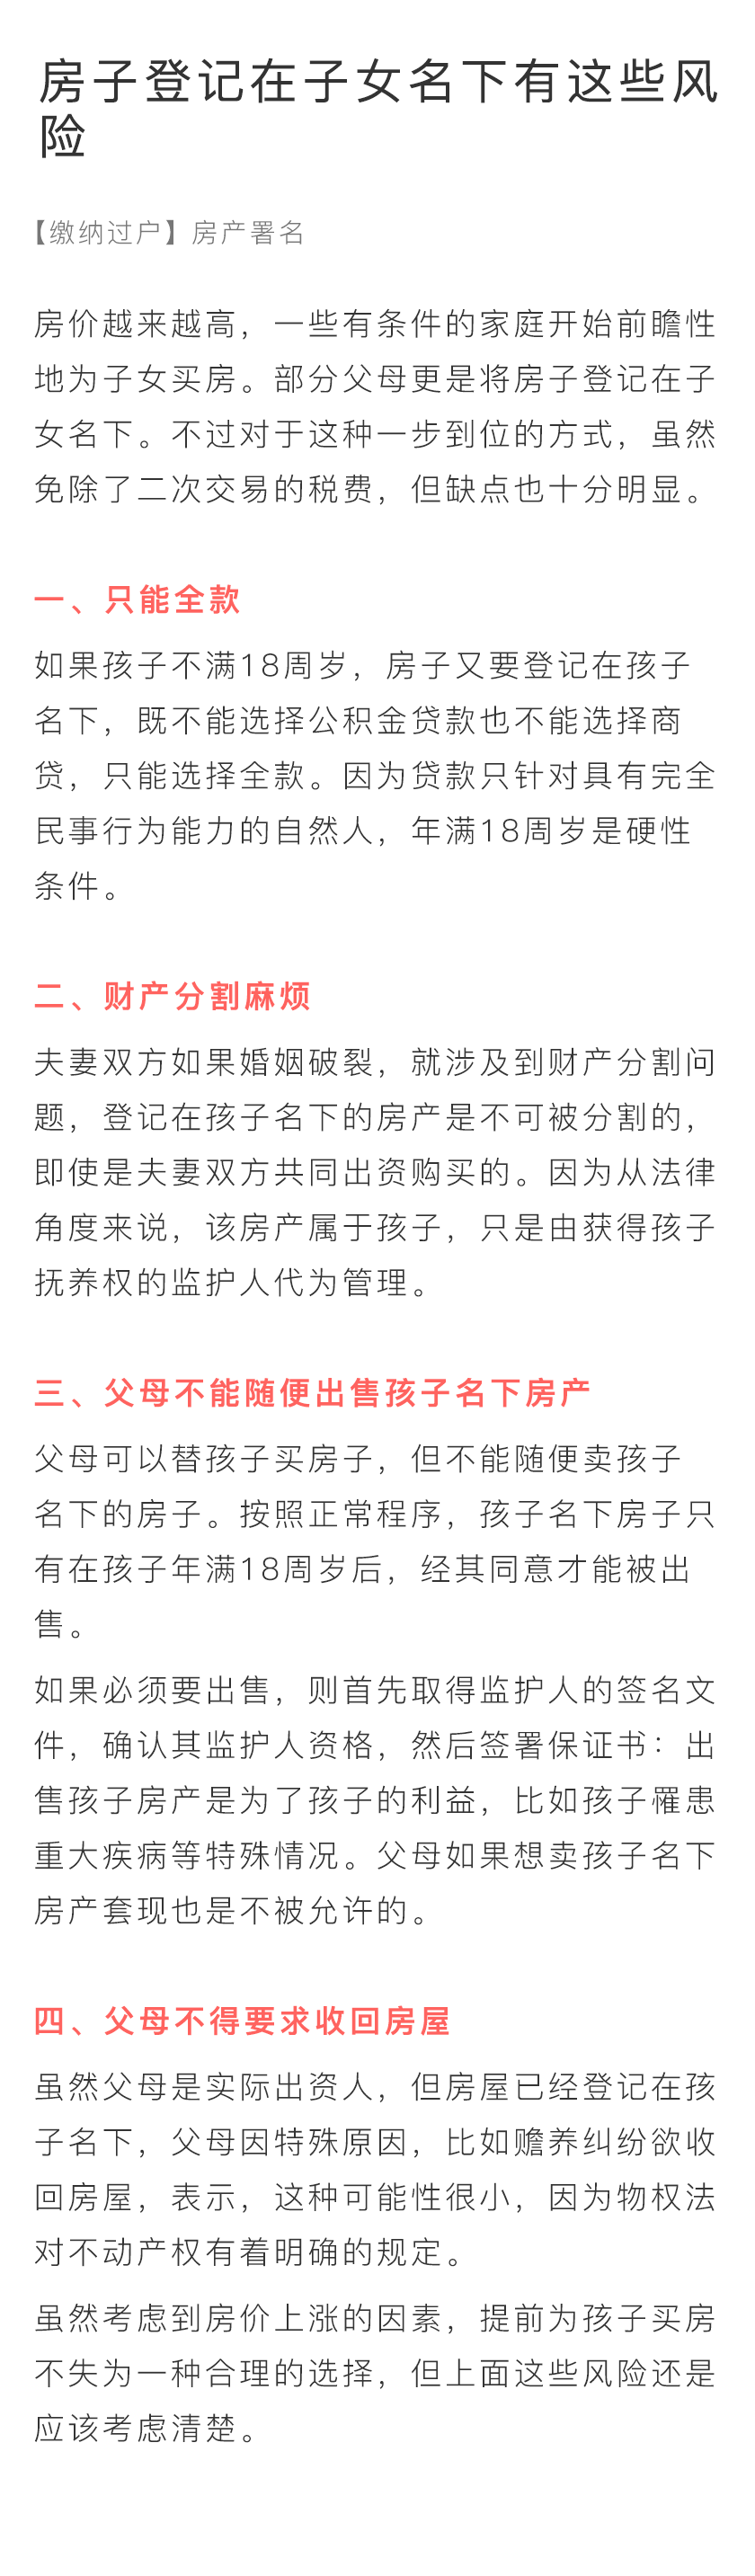 房子登记在子女名下有这些风
险
【缴纳过户】房产署名
房价越来越高，一些有条件的家庭开始前瞻性
地为子女买房。部分父母更是将房子登记在子
女名下。不过对于这种一步到位的方式，虽然
免除了二次交易的税费，但缺点也十分明显。
一、只能全款
如果孩子不满18周岁，房子又要登记在孩子
名下，既不能选择公积金贷款也不能选择商
贷，只能选择全款。因为贷款只针对具有完全
民事行为能力的自然人，年满18周岁是硬性
条件。
二、财产分割麻烦
夫妻双方如果婚姻破裂，就涉及到财产分割问
题，登记在孩子名下的房产是不可被分割的，
即使是夫妻双方共同出资购买的。因为从法律
角度来说，该房产属于孩子，只是由获得孩子
抚养权的监护人代为管理。
三、父母不能随便出售孩子名下房产
父母可以替孩子买房子，但不能随便卖孩子
名下的房子。按照正常程序，孩子名下房子只
有在孩子年满18周岁后，经其同意才能被出
售。
如果必须要出售，则首先取得监护人的签名文
件，确认其监护人资格，然后签署保证书：出
售孩子房产是为了孩子的利益，比如孩子罹患
重大疾病等特殊情况。父母如果想卖孩子名下
房产套现也是不被允许的。
四、父母不得要求收回房屋
虽然父母是实际出资人，但房屋已经登记在孩
子名下，父母因特殊原因，比如赡养纠纷欲收
回房屋，表示，这种可能性很小，因为物权法
对不动产权有着明确的规定。
虽然考虑到房价上涨的因素，提前为孩子买房
不失为一种合理的选择，但上面这些风险还是
应该考虑清楚。